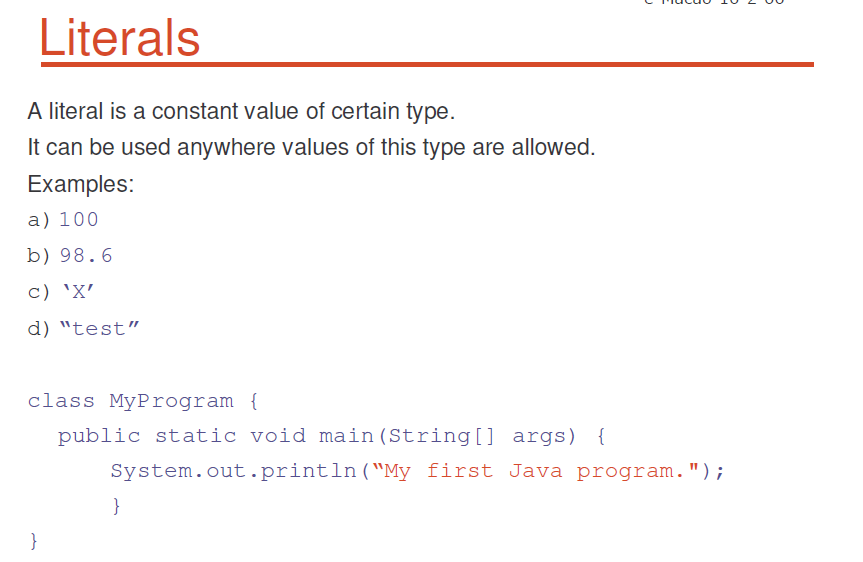 Literals
A literal is a constant value of certain type.
It can be used anywhere values of this type are allowed.
Examples:
a) 100
b) 98.6
c) ‘X’
d) “test”
class MyProgram {
public static void main(String[] args) {
System.out.println(“My first Java program.");
}
}